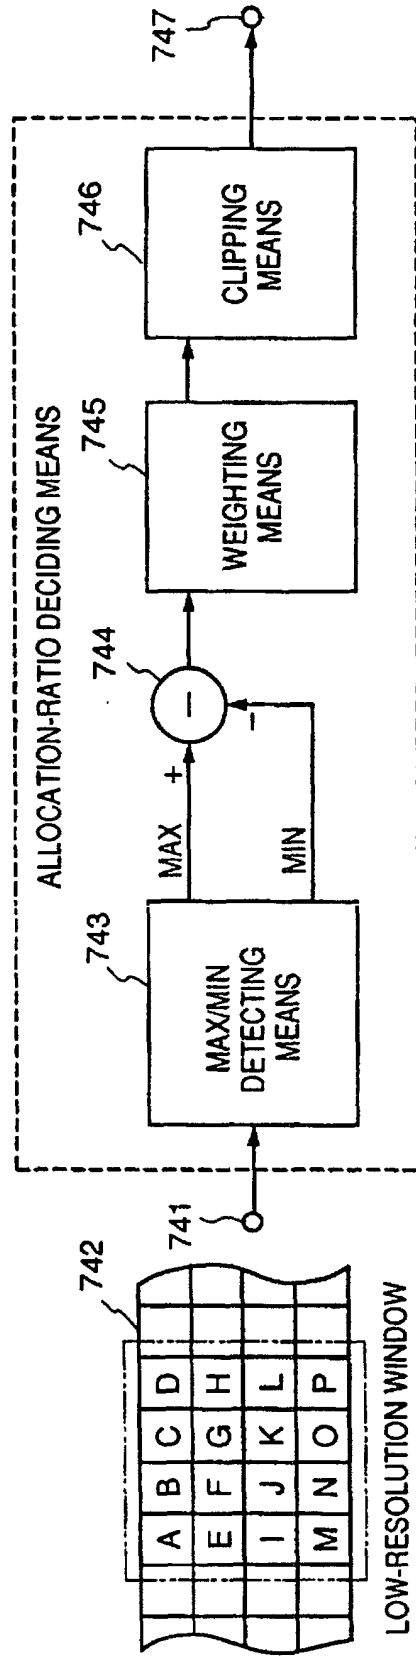 ALLOCATION-RATIO DECIDING MEANS
742
A B C D
E F G H
I J K L
M N O P
LOW-RESOLUTION WINDOW
741
743
MAX/MIN
DETECTING
MEANS
MAX
+
MIN
−
744
−
745
WEIGHTING
MEANS
746
CLIPPING
MEANS
747